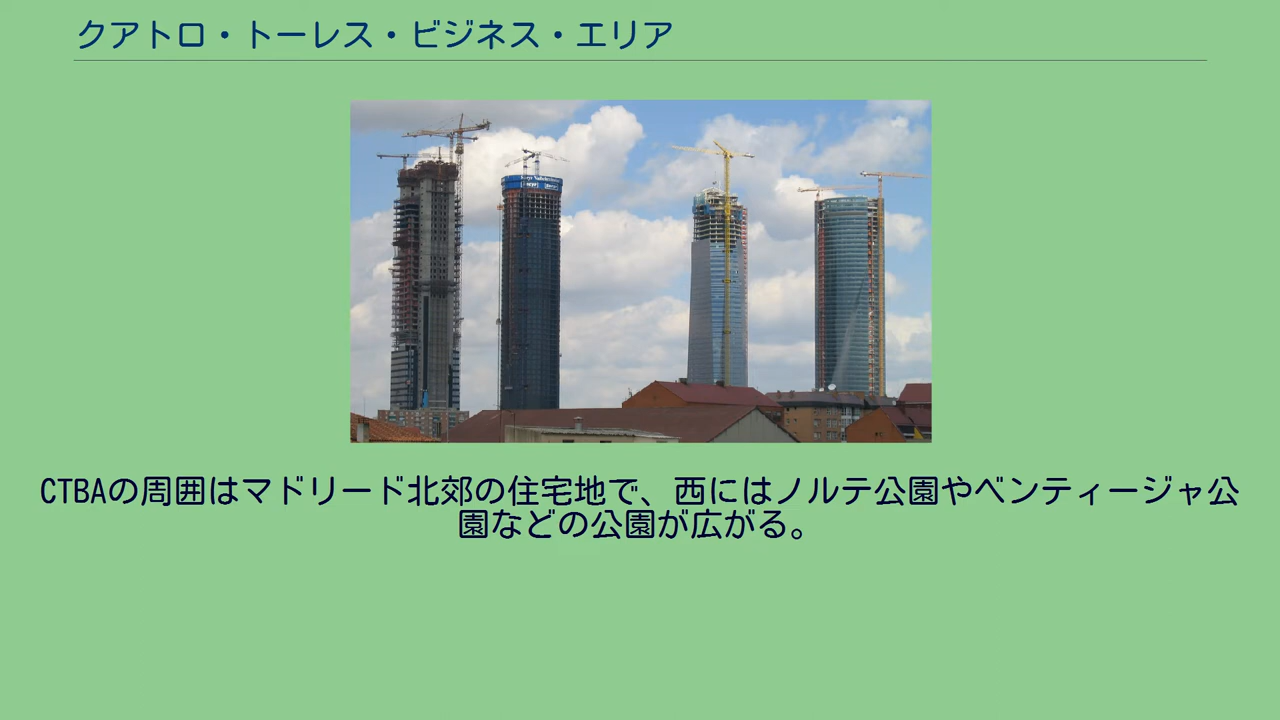 クアトロ・トーレス・ビジネス・エリア
CTBAの周囲はマドリード北郊の住宅地で、西にはノルテ公園やベンティージャ公
園などの公園が広がる。